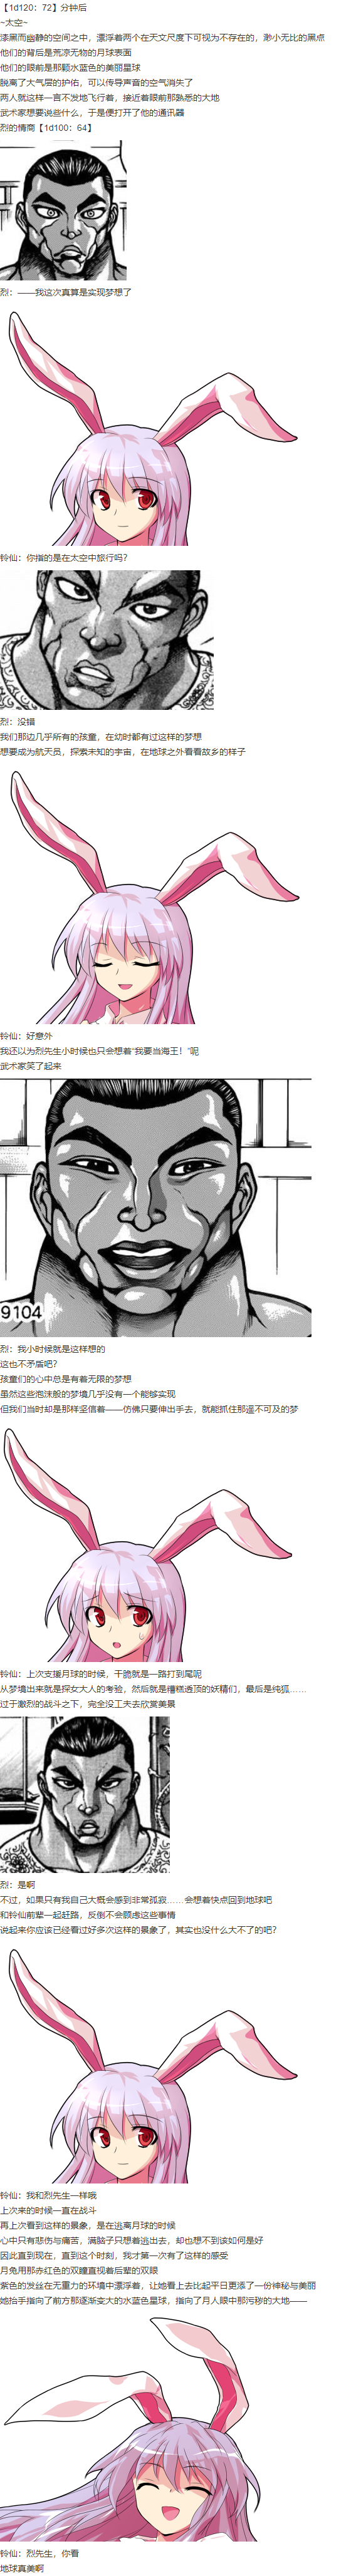 【1d120：72】分钟后
~太空~
漆黑而幽静的空间之中，漂浮着两个在天文尺度下可视为不存在的，渺小无比的黑点
他们的背后是荒凉无物的月球表面
他们的眼前是那颗水蓝色的美丽星球
脱离了大气层的护佑，可以传导声音的空气消失了
两人就这样一言不发地飞行着，接近着眼前那熟悉的大地
武术家想要说些什么，于是便打开了他的通讯器
烈的情商【1d100：64】
烈：——我这次真算是实现梦想了
铃仙：你指的是在太空中旅行吗？
烈：没错
我们那边几乎所有的孩童，在幼时都有过这样的梦想
想要成为航天员，探索未知的宇宙，在地球之外看看故乡的样子
铃仙：好意外
我还以为烈先生小时候也只会想着“我要当海王！”呢
武术家笑了起来
9104
烈：我小时候就是这样想的
这也不矛盾吧？
孩童们的心中总是有着无限的梦想
虽然这些泡沫般的梦境几乎没有一个能够实现
但我们当时却是那样坚信着——仿佛只要伸出手去，就能抓住那遥不可及的梦
铃仙：上次支援月球的时候，干脆就是一路打到尾呢
从梦境出来就是探女大人的考验，然后就是糟糕透顶的妖精们，最后是纯狐……
过于激烈的战斗之下，完全没工夫去欣赏美景
烈：是啊
不过，如果只有我自己大概会感到非常孤寂……会想着快点回到地球吧
和铃仙前辈一起赶路，反倒不会顾虑这些事情
说起来你应该已经看过好多次这样的景象了，其实也没什么大不了的吧？
铃仙：我和烈先生一样哦
上次来的时候一直在战斗
再上次看到这样的景象，是在逃离月球的时候
心中只有悲伤与痛苦，满脑子只想着逃出去，却也想不到该如何是好
因此直到现在，直到这个时刻，我才第一次有了这样的感受
月兔用那赤红色的双瞳直视着后辈的双眼
紫色的发丝在无重力的环境中漂浮着，让她看上去比起平日更添了一份神秘与美丽
她抬手指向了前方那逐渐变大的水蓝色星球，指向了月人眼中那污秽的大地——
铃仙：烈先生，你看
地球真美啊